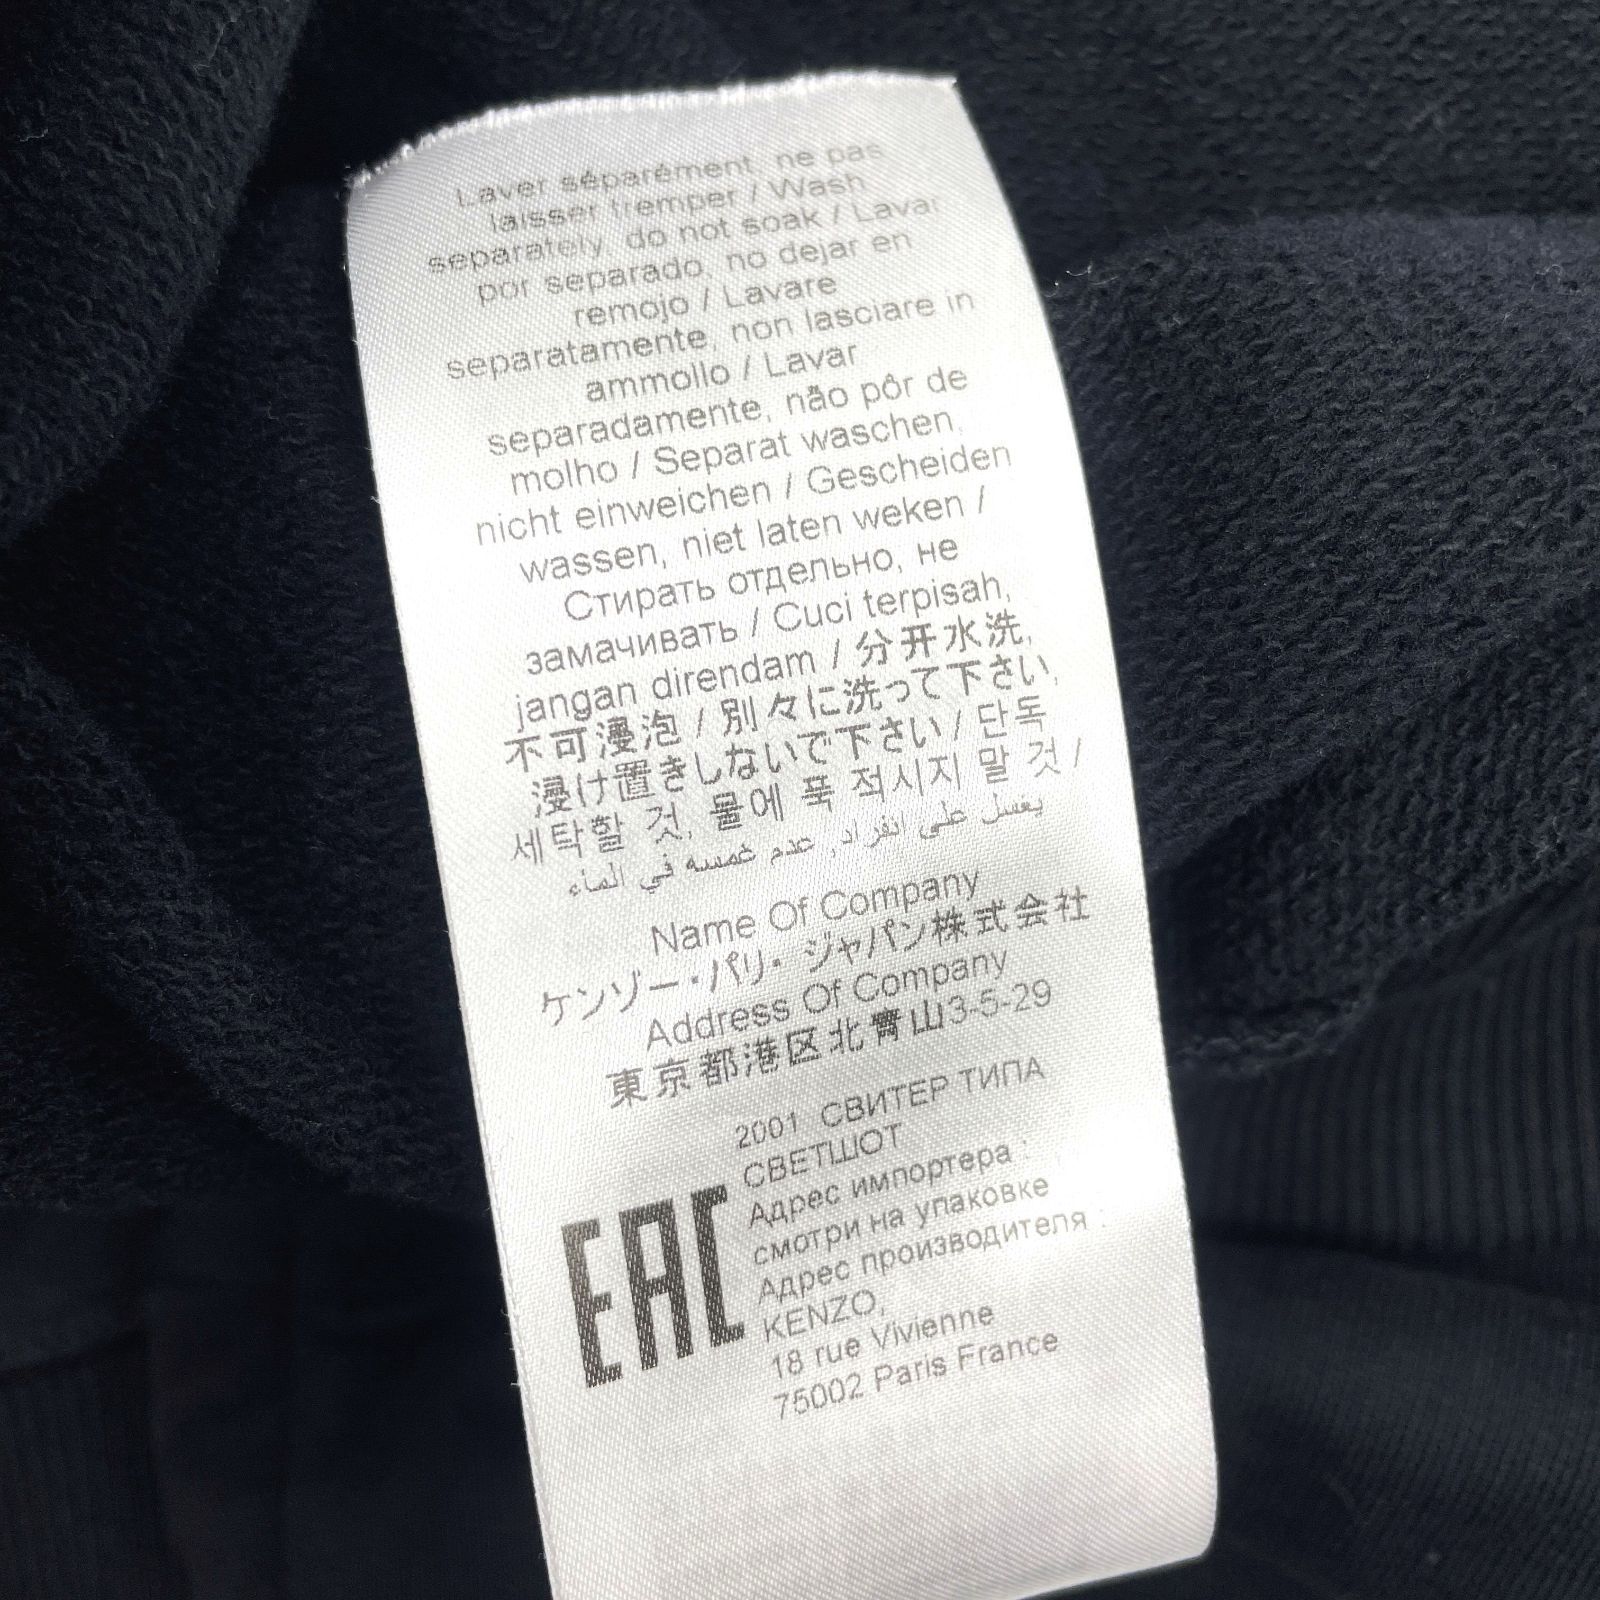 Laver séparément, ne pas
laisser tremper / Wash
separately, do not soak / Lavar
por separado, no dejar en
remojo / Lavare
separatamente, non lasciare in
ammollo / Lavar
separadamente, não pôr de
molho / Separat waschen,
nicht einweichen / Gescheiden
wassen, niet laten weken /
Стирать отдельно, не
замачивать / Cuci terpisah,
jangan direndam / 分开水洗,
不可浸泡 / 別々に洗って下さい,
浸け置きしないで下さい / 단독
세탁할 것, 물에 푹 적시지 말 것 /
يغسل على انفراد, عدم غمسه في الماء
Name Of Company
ケンゾー・パリ・ジャパン株式会社
Address Of Company
東京都港区北青山3-5-29
2001 СВИТЕР ТИПА
СВЕТШОТ
Адрес импортера :
смотри на упаковке
Адрес производителя :
KENZO,
18 rue Vivienne
75002 Paris France
EAC